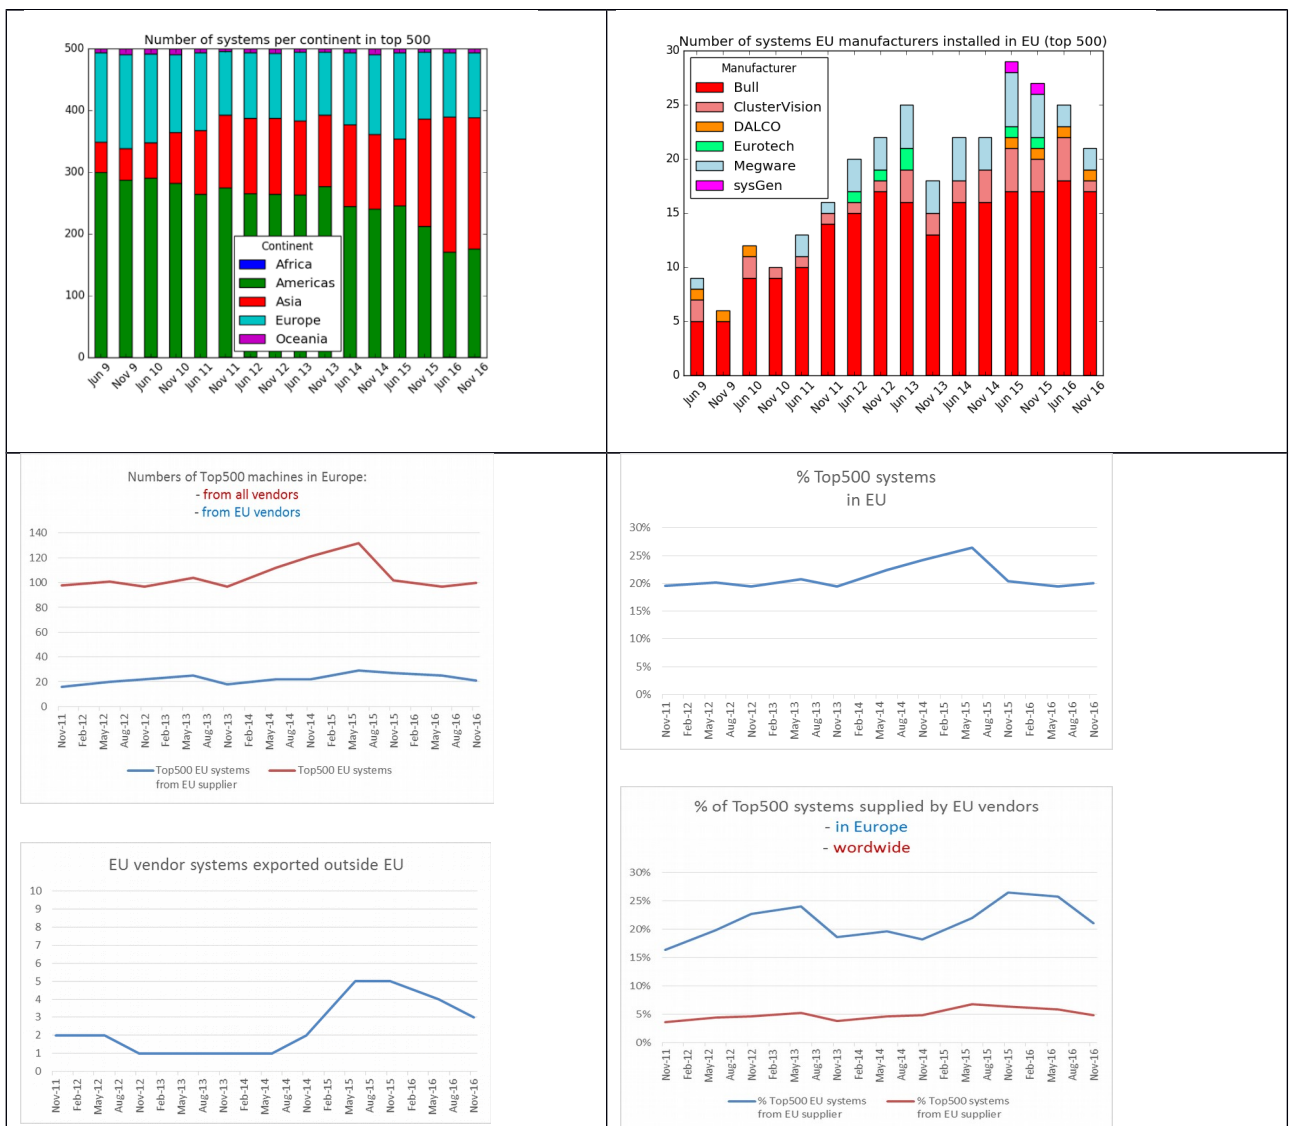 Number of systems per continent in top 500
500
400
300
200
100
0
Continent
Africa
Americas
Asia
Europe
Oceania
Jun 9
Nov 9
Jun 10
Nov 10
Jun 11
Nov 11
Jun 12
Nov 12
Jun 13
Nov 13
Jun 14
Nov 14
Jun 15
Nov 15
Jun 16
Nov 16
Number of systems EU manufacturers installed in EU (top 500)
30
25
20
15
10
5
0
Manufacturer
Bull
ClusterVision
DALCO
Eurotech
Megware
sysGen
Jun 9
Nov 9
Jun 10
Nov 10
Jun 11
Nov 11
Jun 12
Nov 12
Jun 13
Nov 13
Jun 14
Nov 14
Jun 15
Nov 15
Jun 16
Nov 16
Numbers of Top500 machines in Europe:
- from all vendors
- from EU vendors
140
120
100
80
60
40
20
0
Nov-11
Feb-12
May-12
Aug-12
Nov-12
Feb-13
May-13
Aug-13
Nov-13
Feb-14
May-14
Aug-14
Nov-14
Feb-15
May-15
Aug-15
Nov-15
Feb-16
May-16
Aug-16
Nov-16
Top500 EU systems
from EU supplier
Top500 EU systems
% Top500 systems
in EU
30%
25%
20%
15%
10%
5%
0%
Nov-11
Feb-12
May-12
Aug-12
Nov-12
Feb-13
May-13
Aug-13
Nov-13
Feb-14
May-14
Aug-14
Nov-14
Feb-15
May-15
Aug-15
Nov-15
Feb-16
May-16
Aug-16
Nov-16
EU vendor systems exported outside EU
10
9
8
7
6
5
4
3
2
1
0
Nov-11
Feb-12
May-12
Aug-12
Nov-12
Feb-13
May-13
Aug-13
Nov-13
Feb-14
May-14
Aug-14
Nov-14
Feb-15
May-15
Aug-15
Nov-15
Feb-16
May-16
Aug-16
Nov-16
% of Top500 systems supplied by EU vendors
- in Europe
- wordwide
30%
25%
20%
15%
10%
5%
0%
Nov-11
Feb-12
May-12
Aug-12
Nov-12
Feb-13
May-13
Aug-13
Nov-13
Feb-14
May-14
Aug-14
Nov-14
Feb-15
May-15
Aug-15
Nov-15
Feb-16
May-16
Aug-16
Nov-16
% Top500 EU systems
from EU supplier
% Top500 systems
from EU supplier